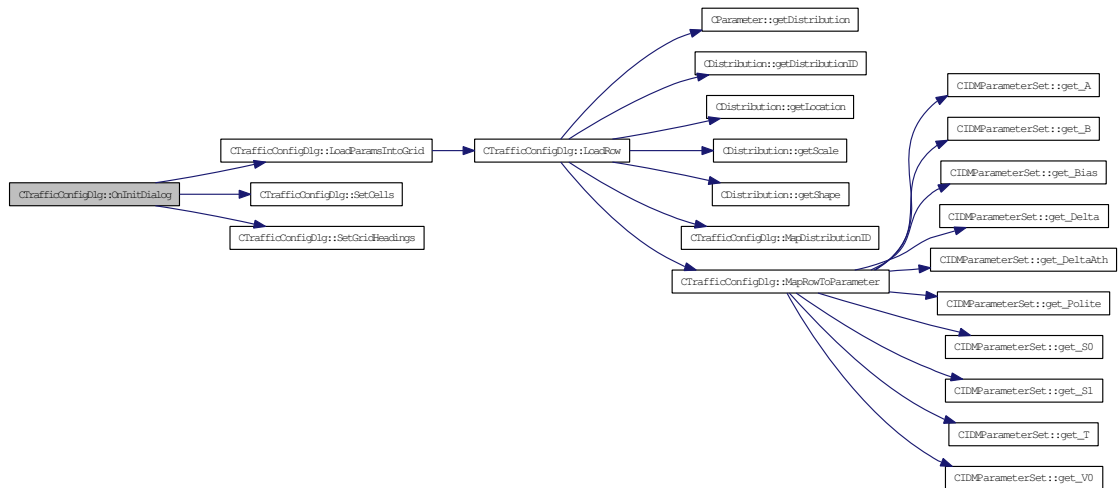 CTrafficConfigDlg::OnInitDialog
CTrafficConfigDlg::LoadParamsIntoGrid
CTrafficConfigDlg::SetCells
CTrafficConfigDlg::SetGridHeadings
CTrafficConfigDlg::LoadRow
CParameter::getDistribution
CDistribution::getDistributionID
CDistribution::getLocation
CDistribution::getScale
CDistribution::getShape
CTrafficConfigDlg::MapDistributionID
CTrafficConfigDlg::MapRowToParameter
CIDMParameterSet::get_A
CIDMParameterSet::get_B
CIDMParameterSet::get_Bias
CIDMParameterSet::get_Delta
CIDMParameterSet::get_DeltaAth
CIDMParameterSet::get_Polite
CIDMParameterSet::get_S0
CIDMParameterSet::get_S1
CIDMParameterSet::get_T
CIDMParameterSet::get_V0